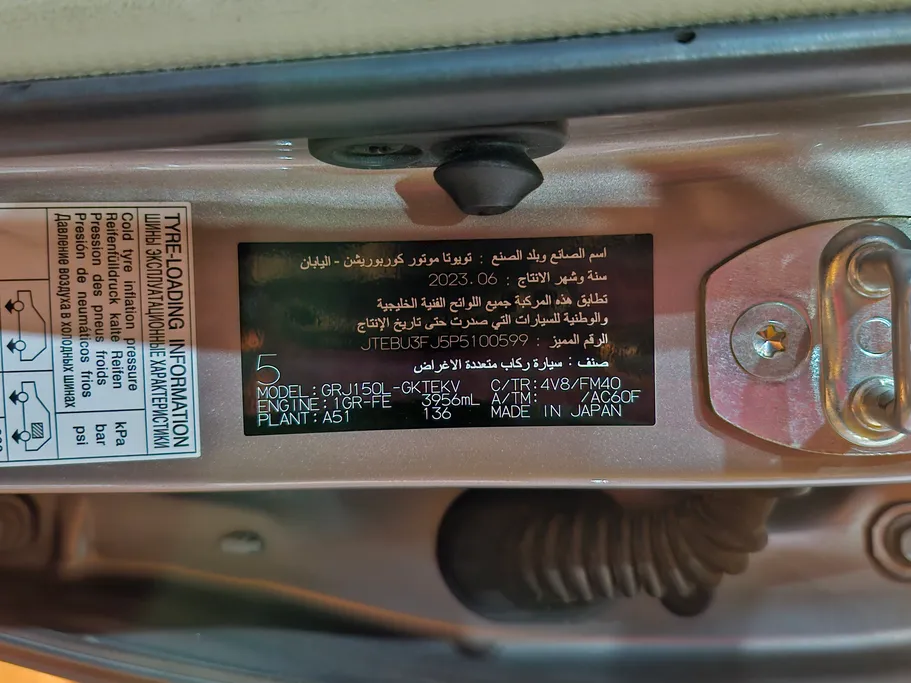 اسم الصانع وبلد الصنع : تويوتا موتور كوربوريشن - اليابان
سنة وشهر الانتاج : 2023.06
تطابق هذه المركبة جميع اللوائح الفنية الخليجية
والوطنية للسيارات التي صدرت حتى تاريخ الإنتاج
الرقم المميز : JTEBU3FJ5P5100599
صنف : سيارة ركاب متعددة الاغراض
5
MODEL:GRJ150L-GKTEKV C/TR:4V8/FM40
ENGINE:1GR-FE 3956mL A/TM: /AC60F
PLANT:A51 136 MADE IN JAPAN
TYRE-LOADING INFORMATION
ШИНЫ ЭКСПЛУАТАЦИОННЫЕ ХАРАКТЕРИСТИКИ
Cold tyre inflation pressure
Reifenfülldruck kalte Reifen
Pression des pneus froids
Presión de neumáticos fríos
Давление воздуха в холодных шинах
kPa
bar
psi